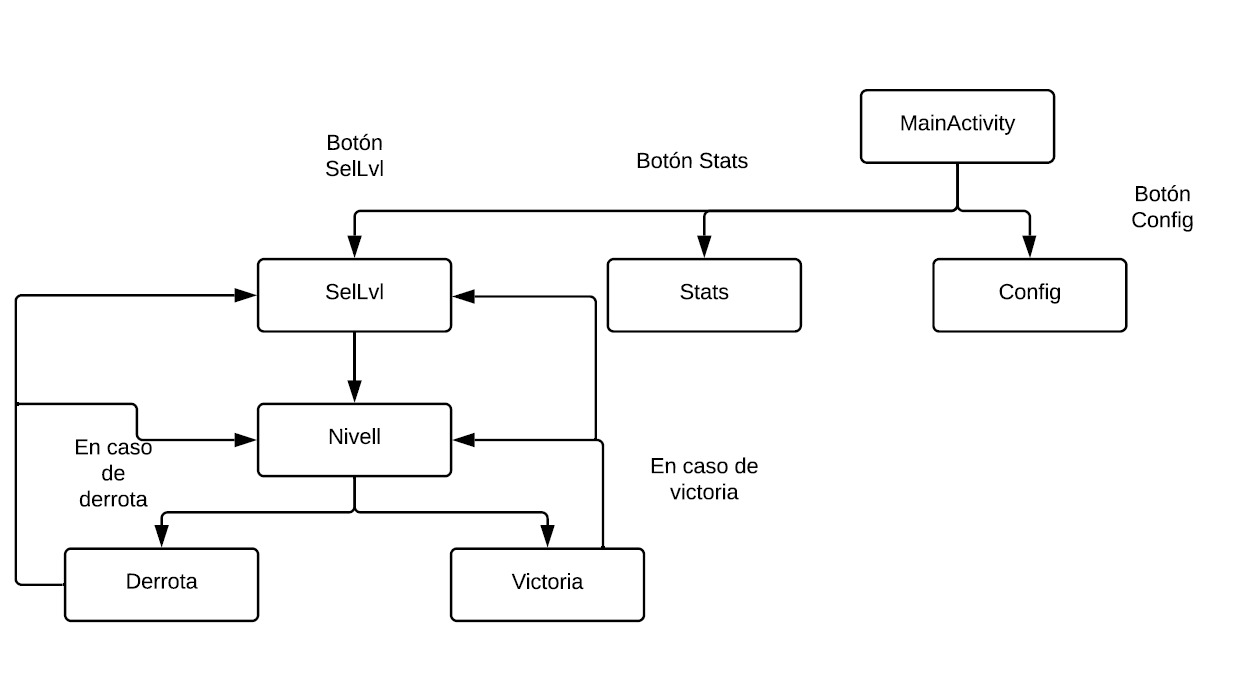 MainActivity
Botón
SelLvl
Botón Stats
Botón
Config
SelLvl
Stats
Config
Nivell
En caso
de
derrota
En caso de
victoria
Derrota
Victoria